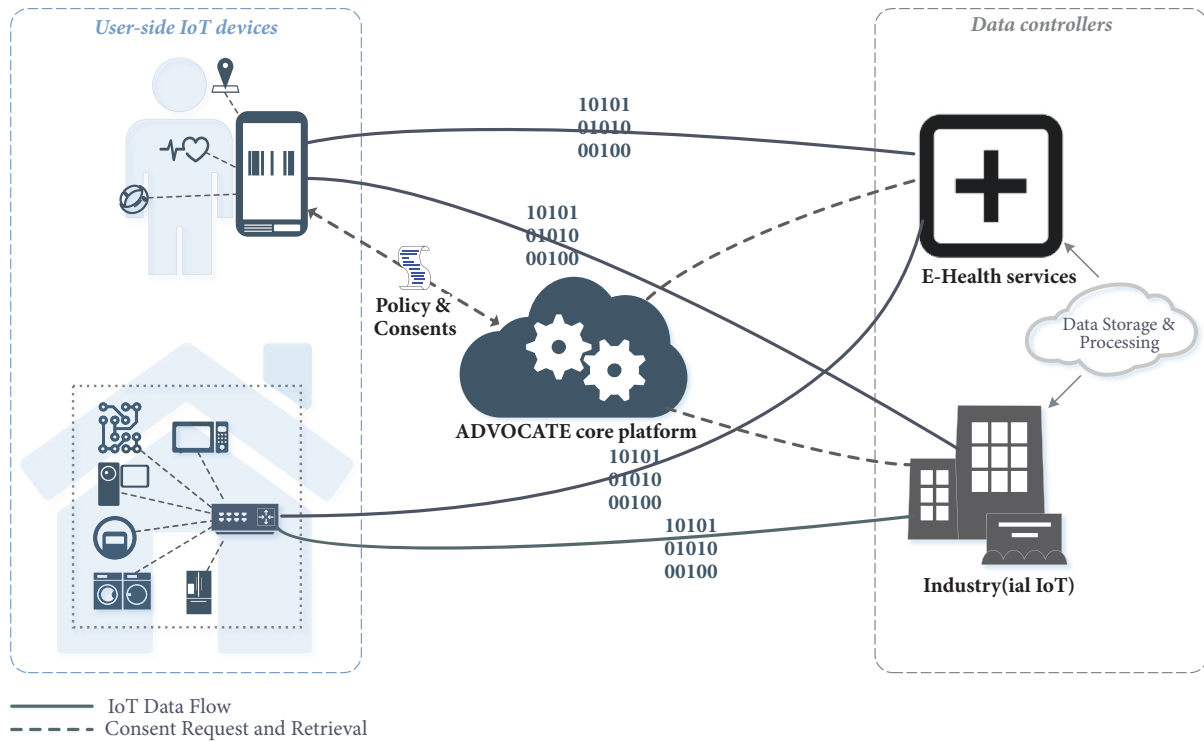 User-side IoT devices
Data controllers
10101
01010
00100
10101
01010
00100
E-Health services
Policy &
Consents
Data Storage &
Processing
ADVOCATE core platform
10101
01010
00100
10101
01010
00100
Industry(ial IoT)
IoT Data Flow
Consent Request and Retrieval